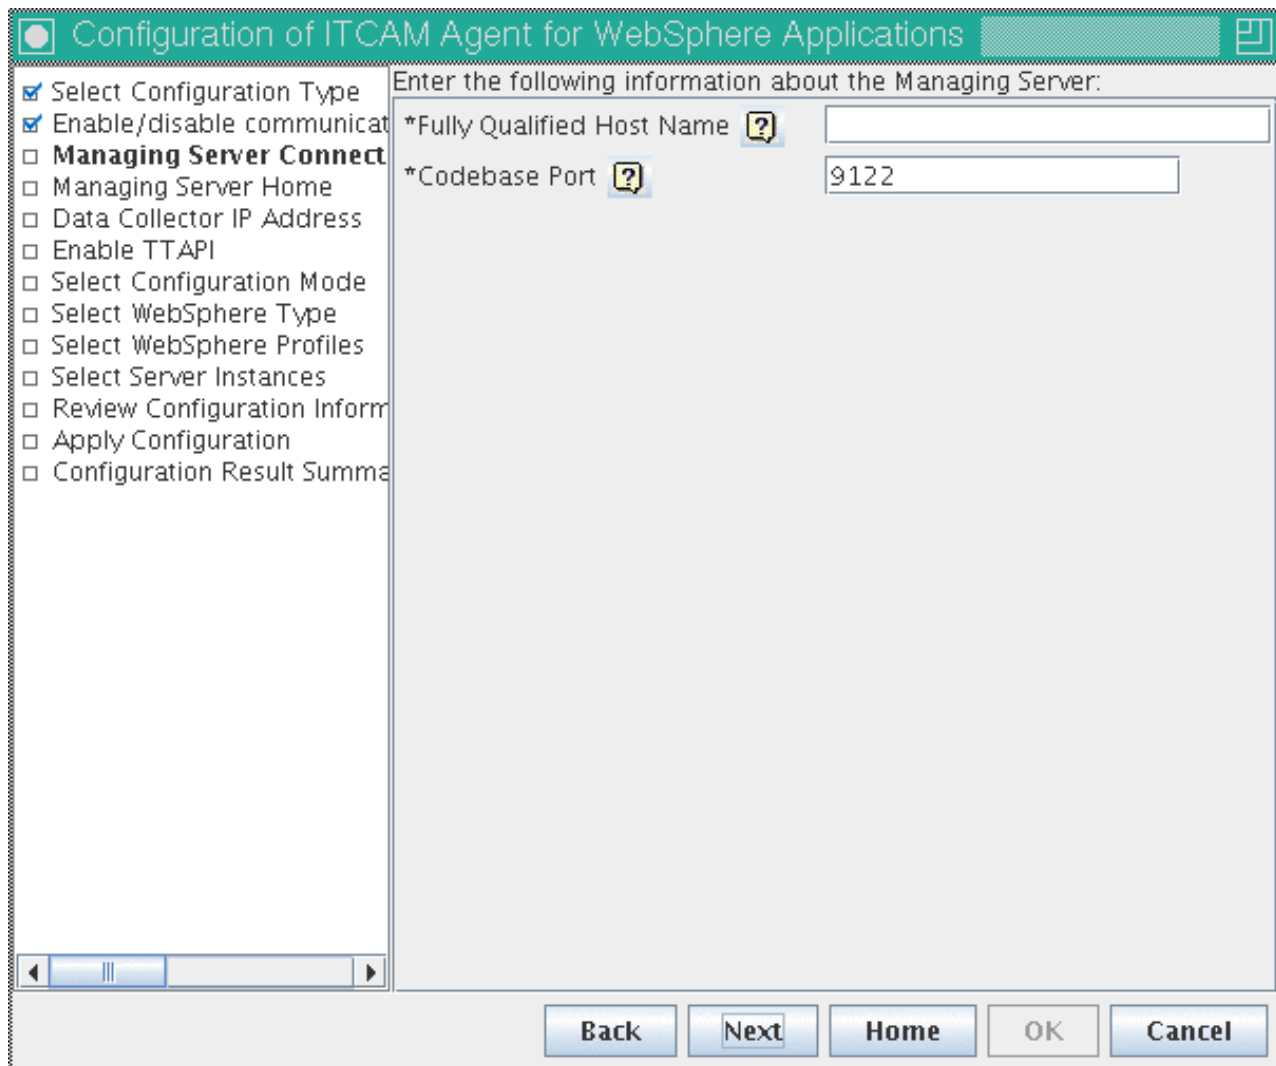 Configuration of ITCAM Agent for WebSphere Applications
Select Configuration Type
Enable/disable communicat
Managing Server Connect
Managing Server Home
Data Collector IP Address
Enable TTAPI
Select Configuration Mode
Select WebSphere Type
Select WebSphere Profiles
Select Server Instances
Review Configuration Inform
Apply Configuration
Configuration Result Summa
Enter the following information about the Managing Server:
*Fully Qualified Host Name ?
*Codebase Port ? 9122
Back Next Home OK Cancel